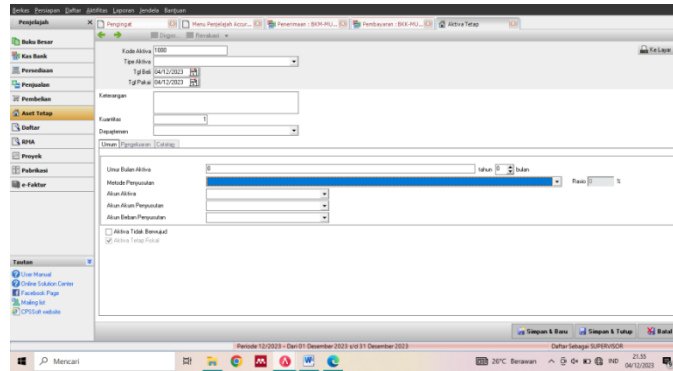 Berkas Persiapan Daftar Aktifitas Laporan Jendela Bantuan
Penjelajah
Pengingat
Menu Penjelajah Accur...
Penerimaan : BKM-MU...
Pembayaran : BKK-MU...
Aktiva Tetap
Buku Besar
Kas Bank
Persediaan
Penjualan
Pembelian
Aset Tetap
Daftar
RMA
Proyek
Pabrikasi
e-Faktur
Tautan
User Manual
Online Solution Center
Facebook Page
Mailing list
CPSSoft website
Revaluasi
Ke Layar
Kode Aktiva 1000
Tipe Aktiva
Tgl Beli 04/12/2023
Tgl Pakai 04/12/2023
Keterangan
Kuantitas 1
Departemen
Umum Pengeluaran Catatan
Umur Bulan Aktiva 0 tahun 0 bulan
Metode Penyusutan Rasio 0 %
Akun Aktiva
Akun Akum Penyusutan
Akun Beban Penyusutan
Aktiva Tidak Berwujud
Aktiva Tetap Fiskal
Simpan & Baru Simpan & Tutup Batal
Periode 12/2023 - Dari 01 Desember 2023 s/d 31 Desember 2023
Daftar Sebagai SUPERVISOR
Mencari
26°C Berawan
IND
21.55
04/12/2023